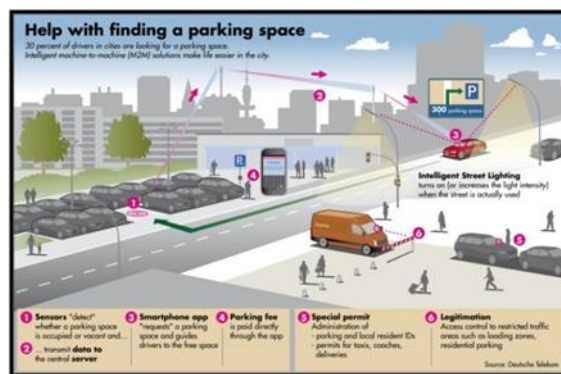 Help with finding a parking space
30 percent of drivers in cities are looking for a parking space.
Intelligent machine-to-machine (M2M) solutions make life easier in the city.
2
P
300 parking space
3
1
R
4
Intelligent Street Lighting
turns on (or increases the light intensity)
when the street is actually used
6
5
1 Sensors "detect"
whether a parking space
is occupied or vacant and...
2 ... transmit data to
the central server
3 Smartphone app
"requests" a parking
space and guides
drivers to the free space
4 Parking fee
is paid directly
through the app
5 Special permit
Administration of
- parking and local resident IDs
- permits for taxis, coaches,
deliveries
6 Legitimation
Access control to restricted traffic
areas such as loading zones,
residential parking
Source: Deutsche Telekom